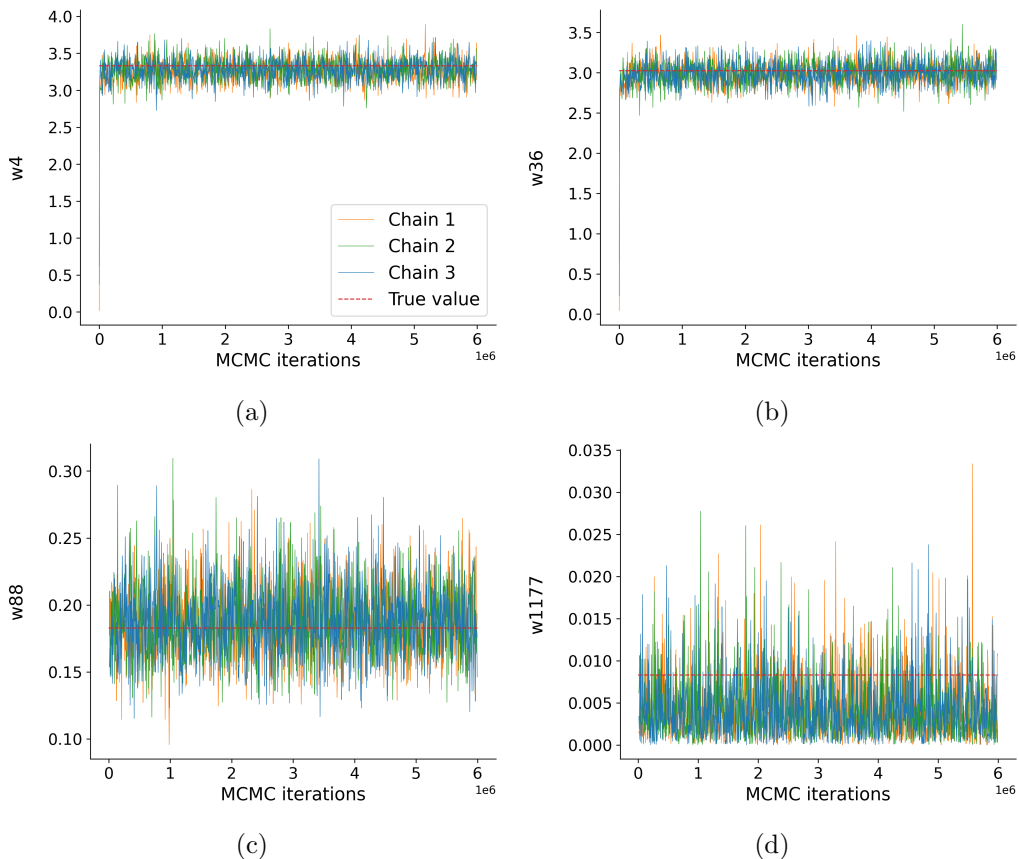 4.0
3.5
3.0
2.5
2.0
1.5
1.0
0.5
0.0
w4
Chain 1
Chain 2
Chain 3
True value
0 1 2 3 4 5 6
1e6
MCMC iterations
(a)
3.5
3.0
2.5
2.0
1.5
1.0
0.5
0.0
w36
0 1 2 3 4 5 6
1e6
MCMC iterations
(b)
0.30
0.25
0.20
0.15
0.10
w88
0 1 2 3 4 5 6
1e6
MCMC iterations
(c)
0.035
0.030
0.025
0.020
0.015
0.010
0.005
0.000
w1177
0 1 2 3 4 5 6
1e6
MCMC iterations
(d)